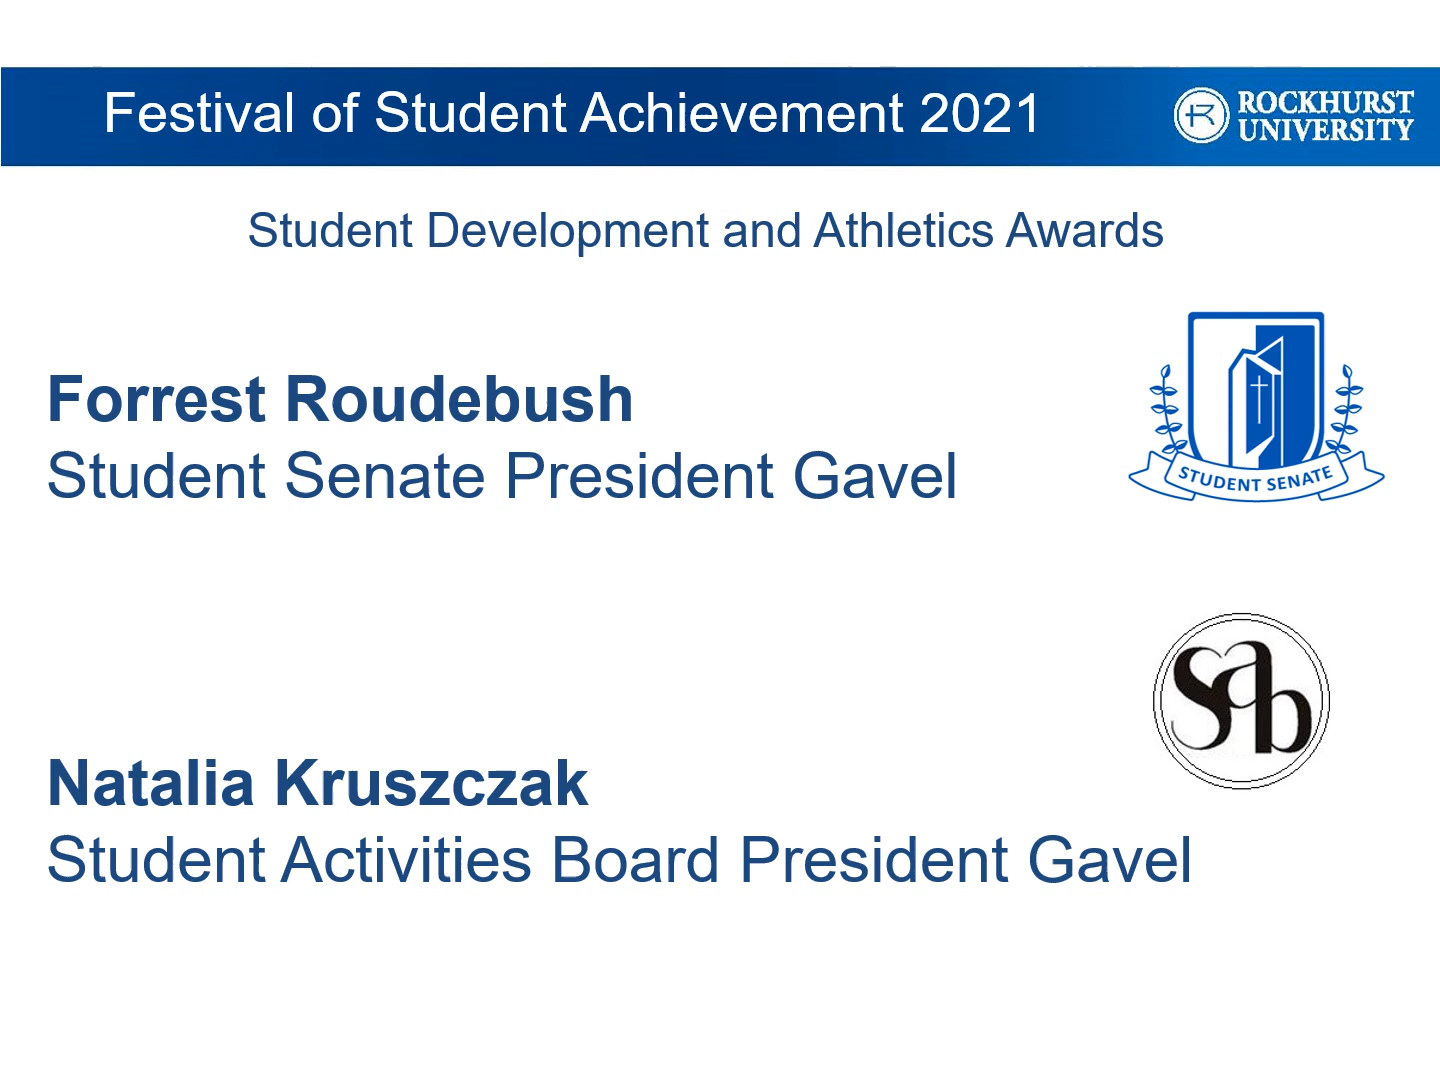 Festival of Student Achievement 2021
ROCKHURST
UNIVERSITY
Student Development and Athletics Awards
Forrest Roudebush
Student Senate President Gavel
STUDENT SENATE
sab
Natalia Kruszczak
Student Activities Board President Gavel